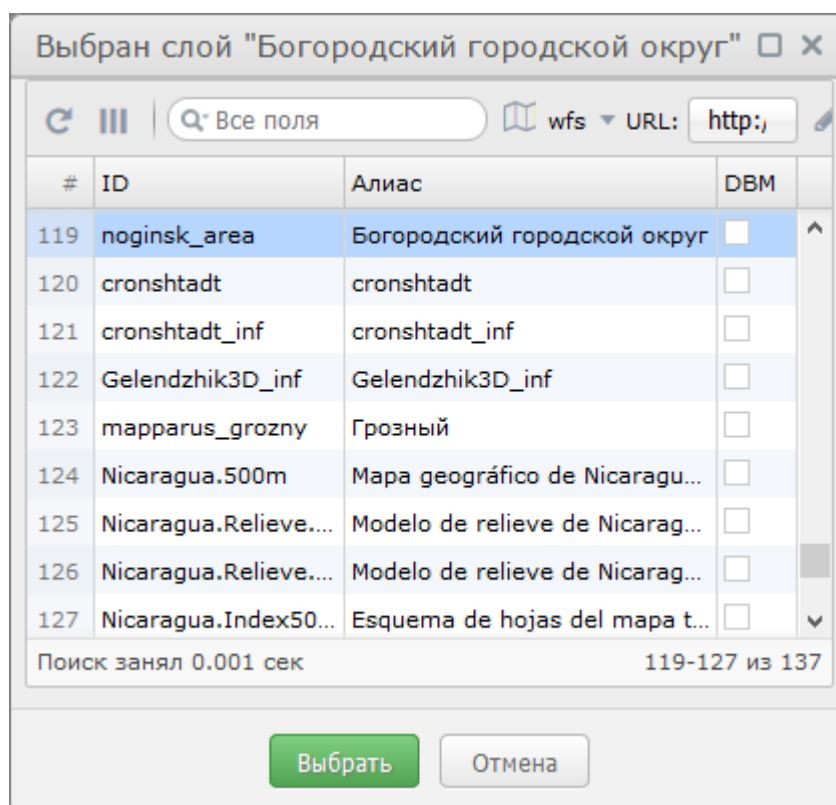 Выбран слой "Богородский городской округ"
Все поля wfs URL: http:/
# ID Алиас DBM
119 noginsk_area Богородский городской округ
120 cronshtadt cronshtadt
121 cronshtadt_inf cronshtadt_inf
122 Gelendzhik3D_inf Gelendzhik3D_inf
123 mapparus_grozny Грозный
124 Nicaragua.500m Mapa geográfico de Nicaragu...
125 Nicaragua.Relieve.... Modelo de relieve de Nicarag...
126 Nicaragua.Relieve.... Modelo de relieve de Nicarag...
127 Nicaragua.Index50... Esquema de hojas del mapa t...
Поиск занял 0.001 сек 119-127 из 137
Выбрать Отмена